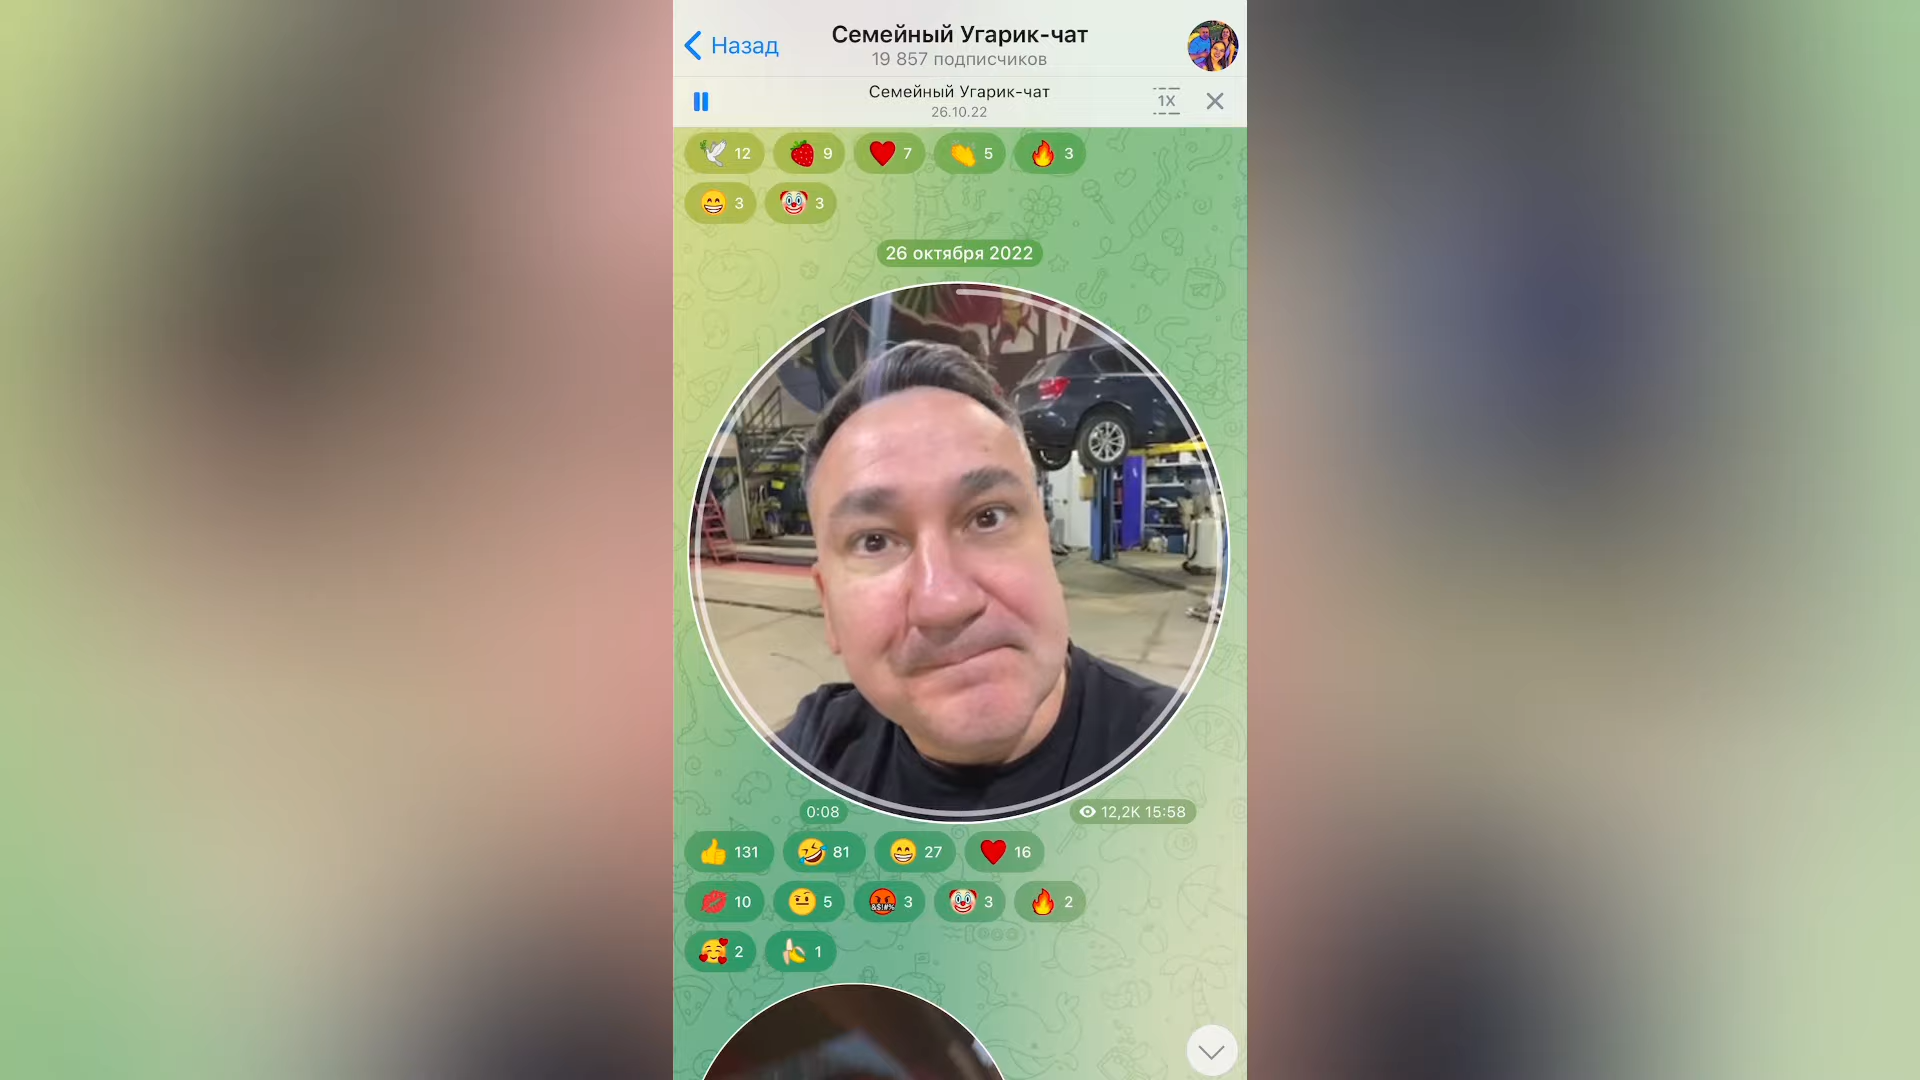 Назад
Семейный Угарик-чат
19 857 подписчиков
Семейный Угарик-чат
26.10.22
1X
12 9 7 5 3
3 3
26 октября 2022
0:08
12,2K 15:58
131 81 27 16
10 5 3 3 2
2 1